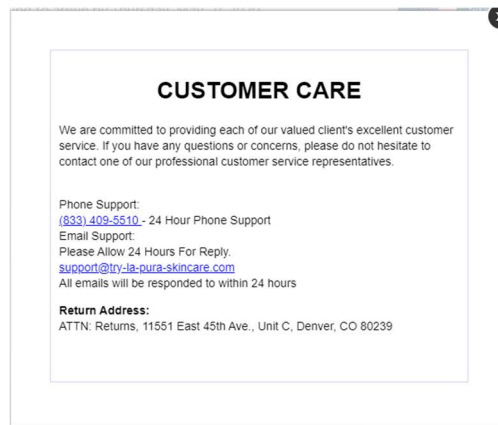 CUSTOMER CARE
We are committed to providing each of our valued client's excellent customer
service. If you have any questions or concerns, please do not hesitate to
contact one of our professional customer service representatives.
Phone Support:
(833) 409-5510 - 24 Hour Phone Support
Email Support:
Please Allow 24 Hours For Reply.
support@try-la-pura-skincare.com
All emails will be responded to within 24 hours
Return Address:
ATTN: Returns, 11551 East 45th Ave., Unit C, Denver, CO 80239